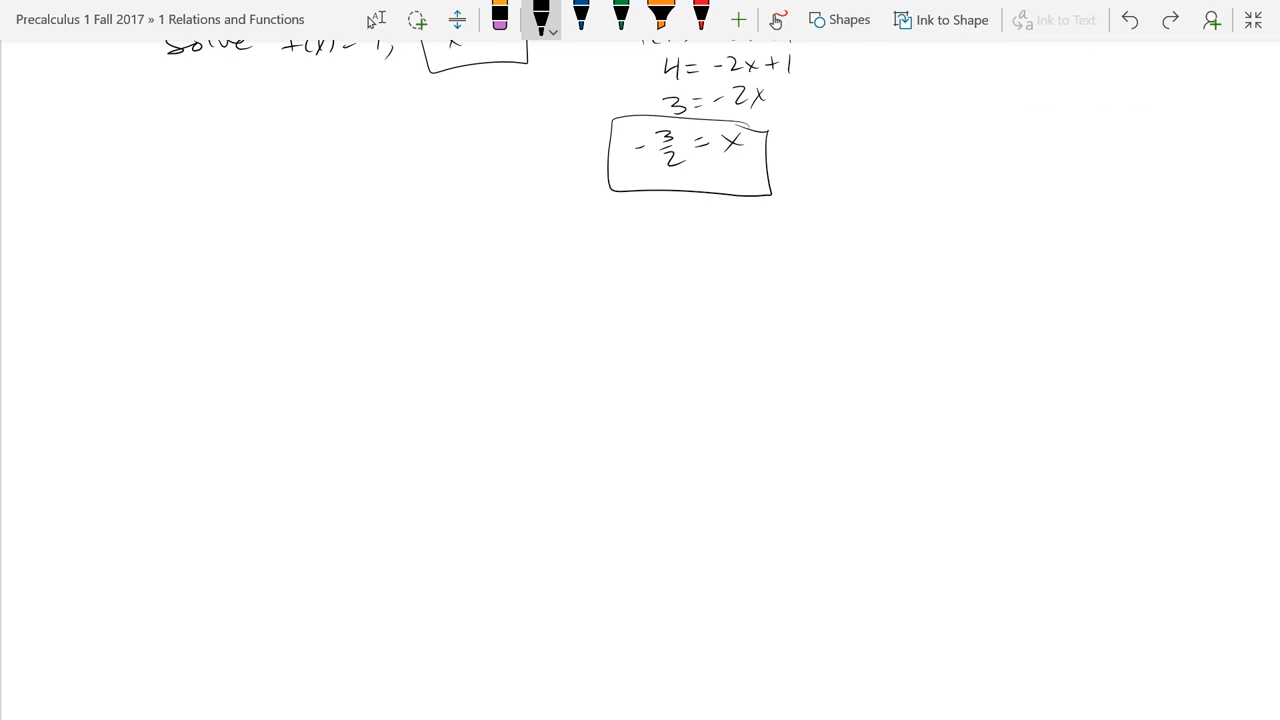 Precalculus 1 Fall 2017 » 1 Relations and Functions
Shapes
Ink to Shape
Ink to Text
Solve
4 = -2x + 1
3 = -2x
- 3/2 = x